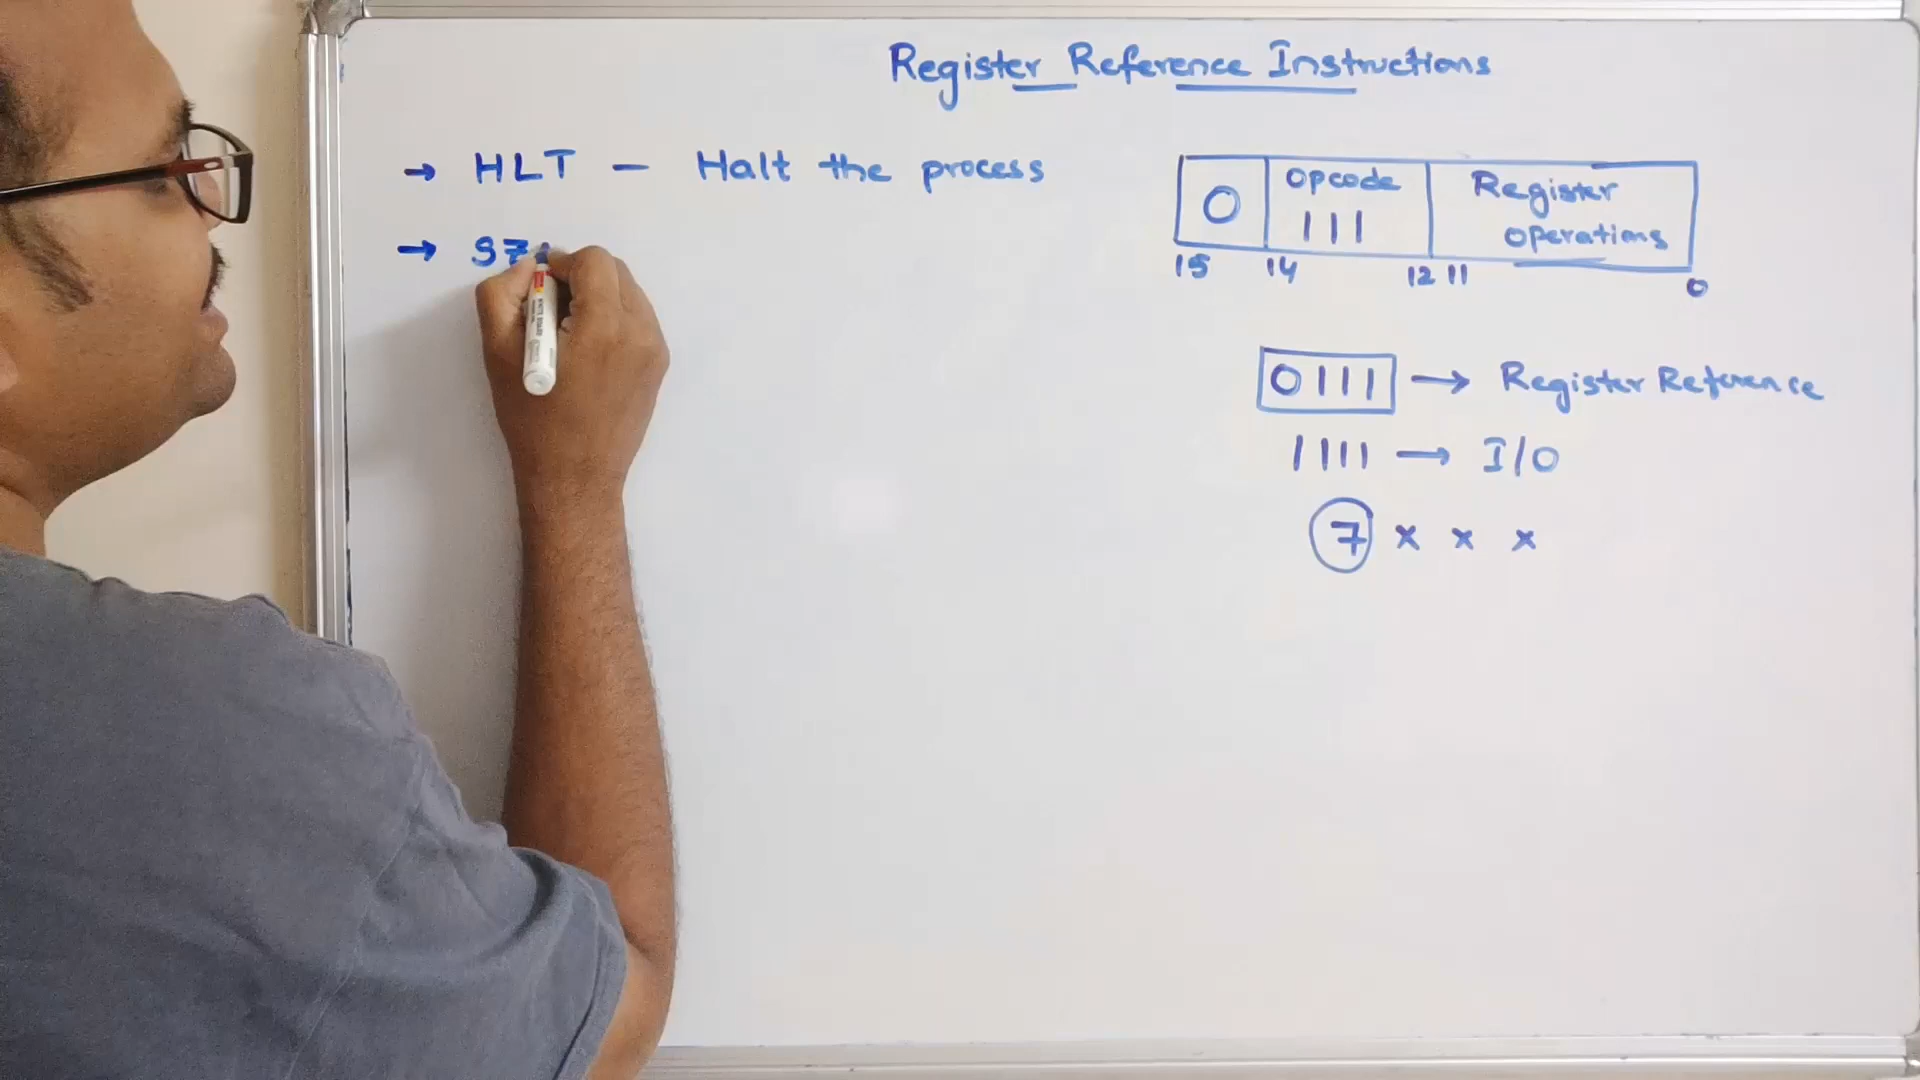 Register Reference Instructions
→ HLT — Halt the process
→ SZ
0 opcode 111 Register operations
15 14 12 11 0
0111 → Register Reference
1111 → I/O
7 x x x